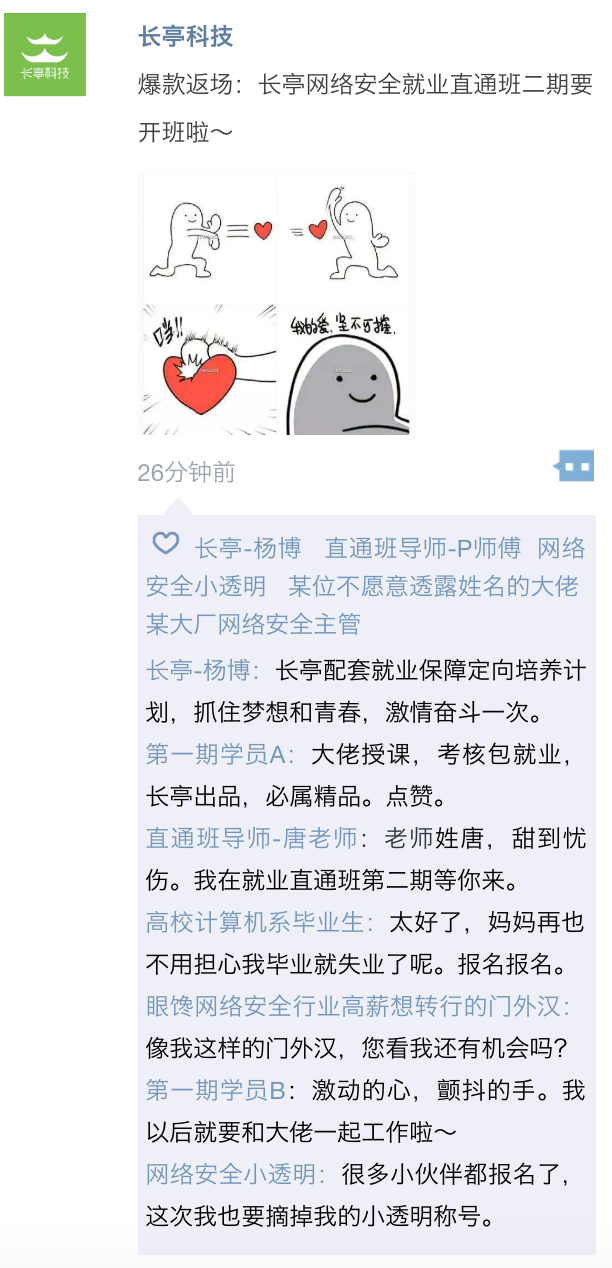 长亭科技
长亭科技
爆款返场：长亭网络安全就业直通班二期要
开班啦～
咚!!
我的爱.坚不可摧.
26分钟前
长亭-杨博 直通班导师-P师傅 网络
安全小透明 某位不愿意透露姓名的大佬
某大厂网络安全主管
长亭-杨博：长亭配套就业保障定向培养计
划，抓住梦想和青春，激情奋斗一次。
第一期学员A：大佬授课，考核包就业，
长亭出品，必属精品。点赞。
直通班导师-唐老师：老师姓唐，甜到忧
伤。我在就业直通班第二期等你来。
高校计算机系毕业生：太好了，妈妈再也
不用担心我毕业就失业了呢。报名报名。
眼馋网络安全行业高薪想转行的门外汉：
像我这样的门外汉，您看我还有机会吗？
第一期学员B：激动的心，颤抖的手。我
以后就要和大佬一起工作啦～
网络安全小透明：很多小伙伴都报名了，
这次我也要摘掉我的小透明称号。